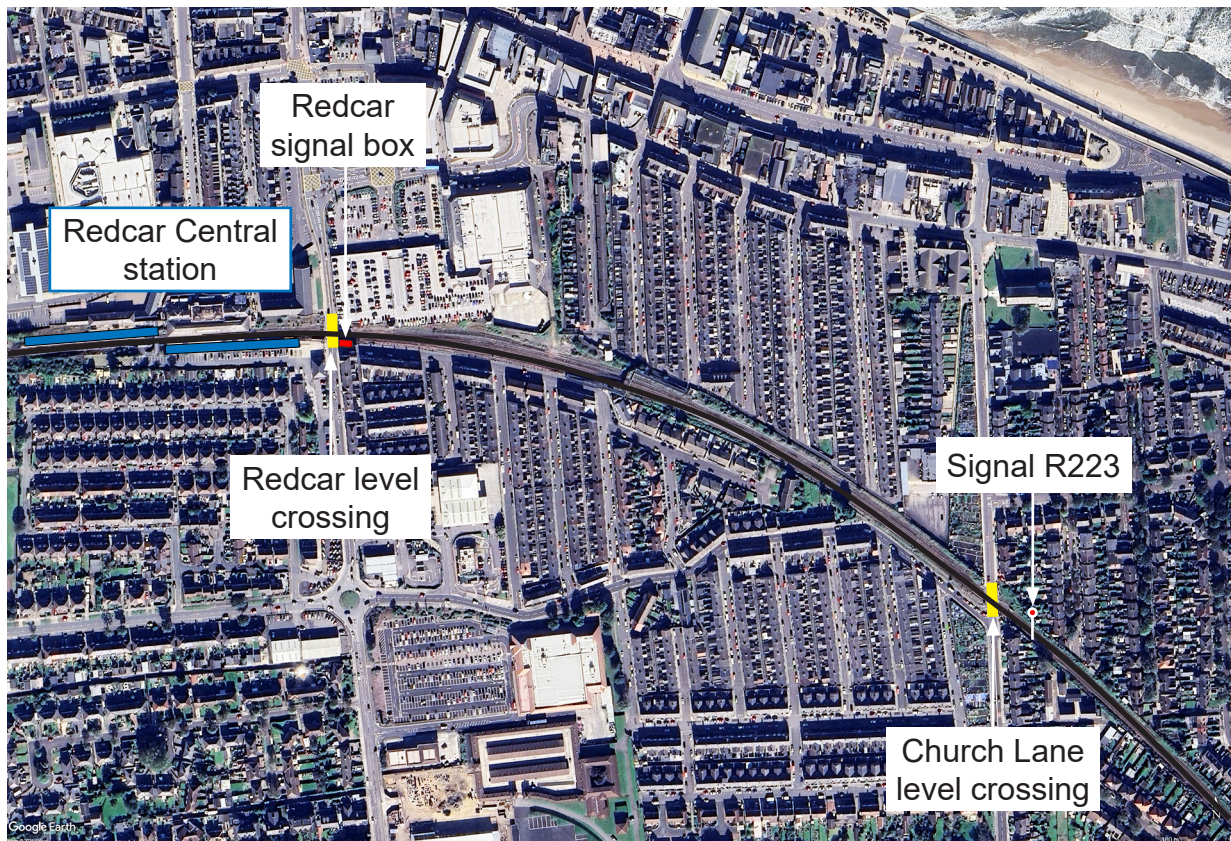 Redcar
signal box
Redcar Central
station
Redcar level
crossing
Signal R223
Church Lane
level crossing
Google Earth